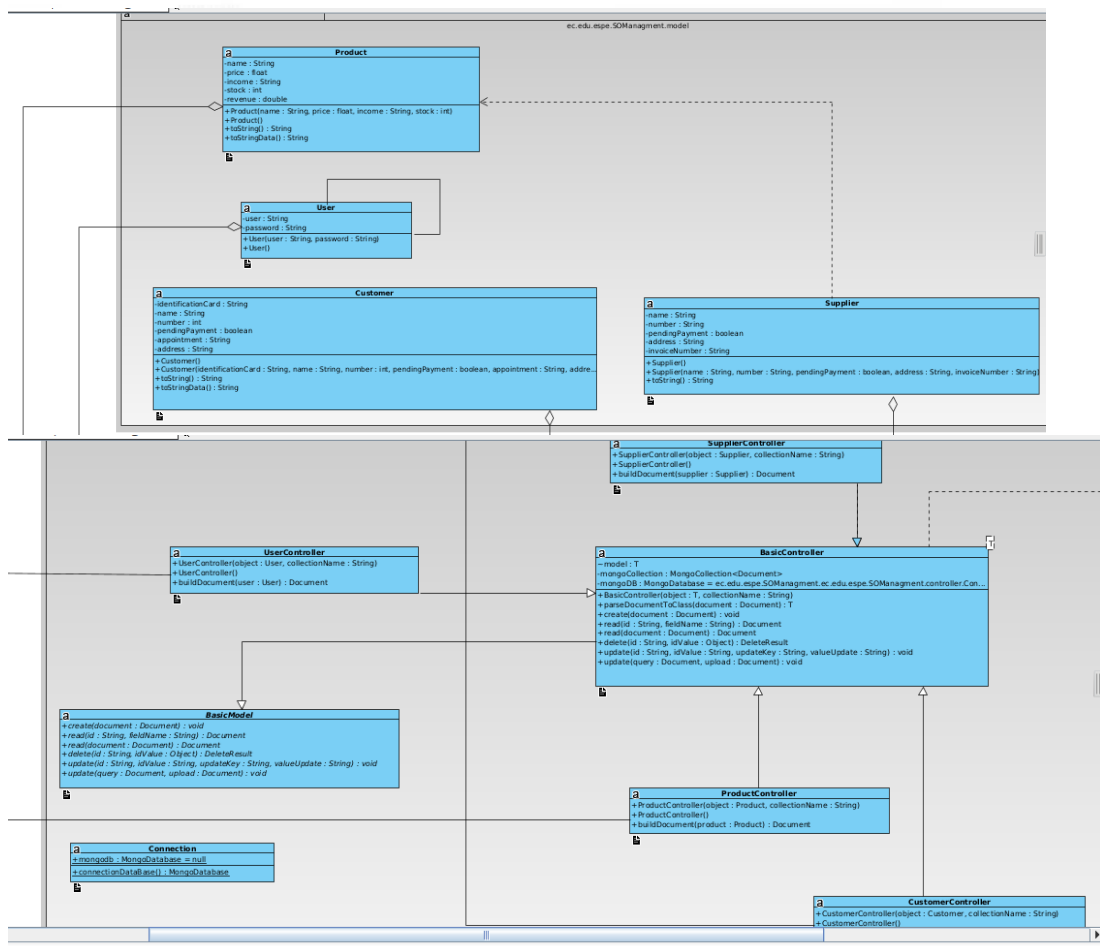 ec.edu.espe.SOManagment.model
Product
-name : String
-price : float
-income : String
-stock : int
-revenue : double
+Product(name : String, price : float, income : String, stock : int)
+Product()
+toString() : String
+toStringData() : String
User
-user : String
-password : String
+User(user : String, password : String)
+User()
Customer
-identificationCard : String
-name : String
-number : int
-pendingPayment : boolean
-appointment : String
-address : String
+Customer()
+Customer(identificationCard : String, name : String, number : int, pendingPayment : boolean, appointment : String, addre...
+toString() : String
+toStringData() : String
Supplier
-name : String
-number : String
-pendingPayment : boolean
-address : String
-invoiceNumber : String
+Supplier()
+Supplier(name : String, number : String, pendingPayment : boolean, address : String, invoiceNumber : String)
+toString() : String
SupplierController
+SupplierController(object : Supplier, collectionName : String)
+SupplierController()
+buildDocument(supplier : Supplier) : Document
UserController
+UserController(object : User, collectionName : String)
+UserController()
+buildDocument(user : User) : Document
BasicController
~model : T
-mongoCollection : MongoCollection<Document>
-mongoDB : MongoDatabase = ec.edu.espe.SOManagment.ec.edu.espe.SOManagment.controller.Con...
+BasicController(object : T, collectionName : String)
+parseDocumentToClass(document : Document) : T
+create(document : Document) : void
+read(id : String, fieldName : String) : Document
+read(document : Document) : Document
+delete(id : String, idValue : Object) : DeleteResult
+update(id : String, idValue : String, updateKey : String, valueUpdate : String) : void
+update(query : Document, upload : Document) : void
BasicModel
+create(document : Document) : void
+read(id : String, fieldName : String) : Document
+read(document : Document) : Document
+delete(id : String, idValue : Object) : DeleteResult
+update(id : String, idValue : String, updateKey : String, valueUpdate : String) : void
+update(query : Document, upload : Document) : void
ProductController
+ProductController(object : Product, collectionName : String)
+ProductController()
+buildDocument(product : Product) : Document
Connection
+mongodb : MongoDatabase = null
+connectionDataBase() : MongoDatabase
CustomerController
+CustomerController(object : Customer, collectionName : String)
+CustomerController()